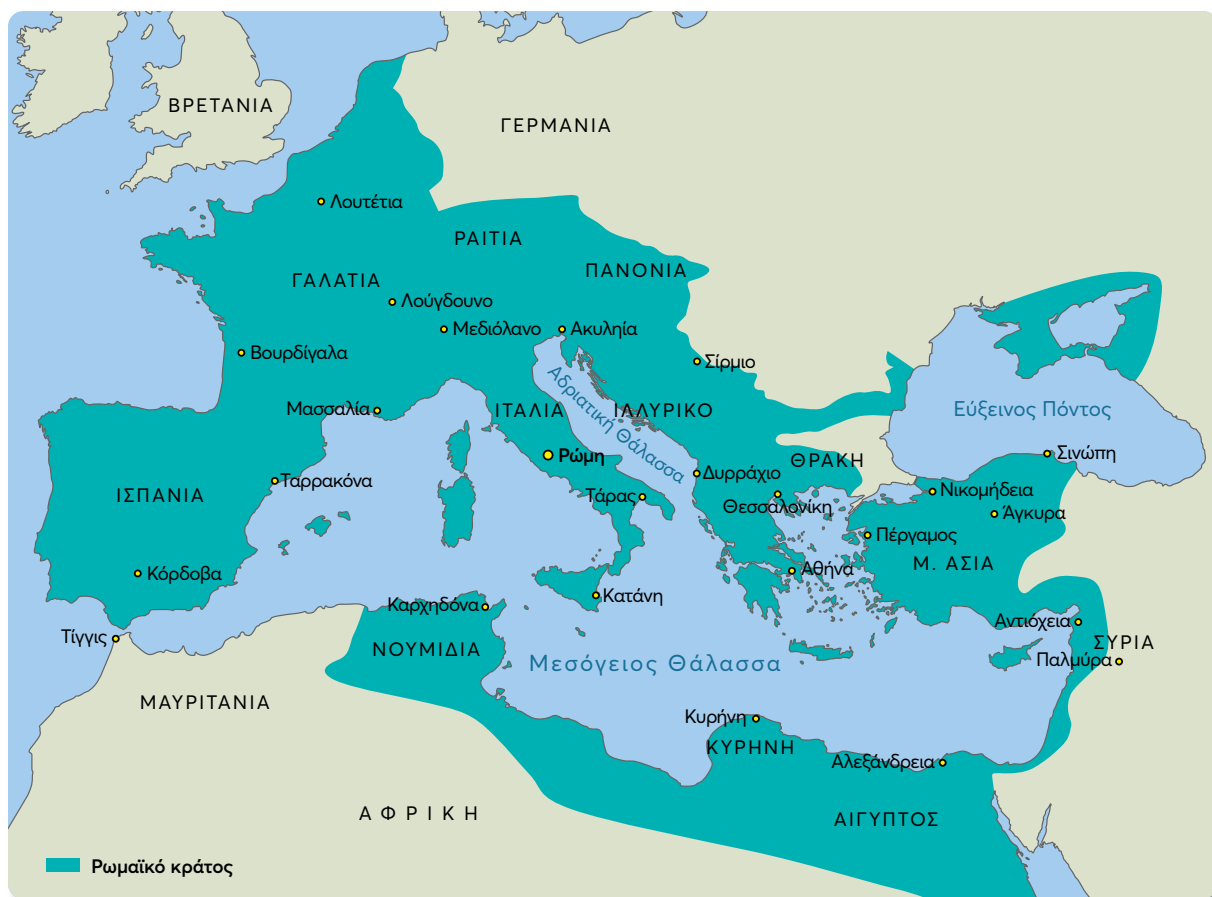 ΒΡΕΤΑΝΙΑ
ΓΕΡΜΑΝΙΑ
Λουτέτια
ΡΑΙΤΙΑ
ΠΑΝΟΝΙΑ
ΓΑΛΑΤΙΑ
Λούγδουνο
Μεδιόλανο
Ακυληία
Βουρδίγαλα
Σίρμιο
Αδριατική Θάλασσα
Μασσαλία
ΙΤΑΛΙΑ
ΙΛΛΥΡΙΚΟ
Εύξεινος Πόντος
Ρώμη
ΘΡΑΚΗ
Σινώπη
Δυρράχιο
Ταρρακόνα
ΙΣΠΑΝΙΑ
Τάρας
Θεσσαλονίκη
Νικομήδεια
Άγκυρα
Πέργαμος
Μ. ΑΣΙΑ
Κόρδοβα
Αθήνα
Κατάνη
Καρχηδόνα
Τίγγις
Αντιόχεια
ΣΥΡΙΑ
ΝΟΥΜΙΔΙΑ
Μεσόγειος Θάλασσα
Παλμύρα
ΜΑΥΡΙΤΑΝΙΑ
Κυρήνη
ΚΥΡΗΝΗ
Αλεξάνδρεια
ΑΦΡΙΚΗ
ΑΙΓΥΠΤΟΣ
Ρωμαϊκό κράτος